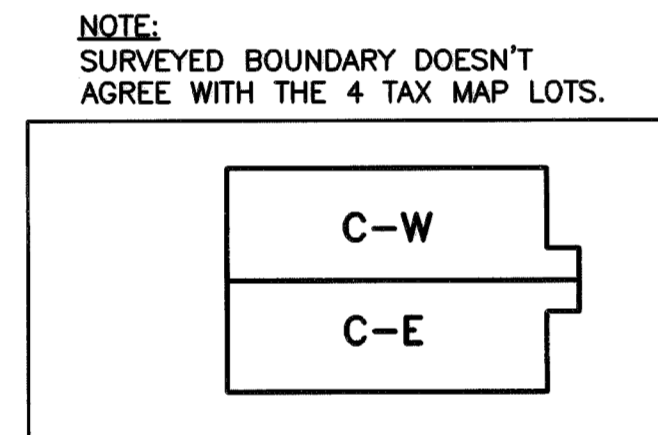 NOTE:
SURVEYED BOUNDARY DOESN'T
AGREE WITH THE 4 TAX MAP LOTS.
C-W
C-E